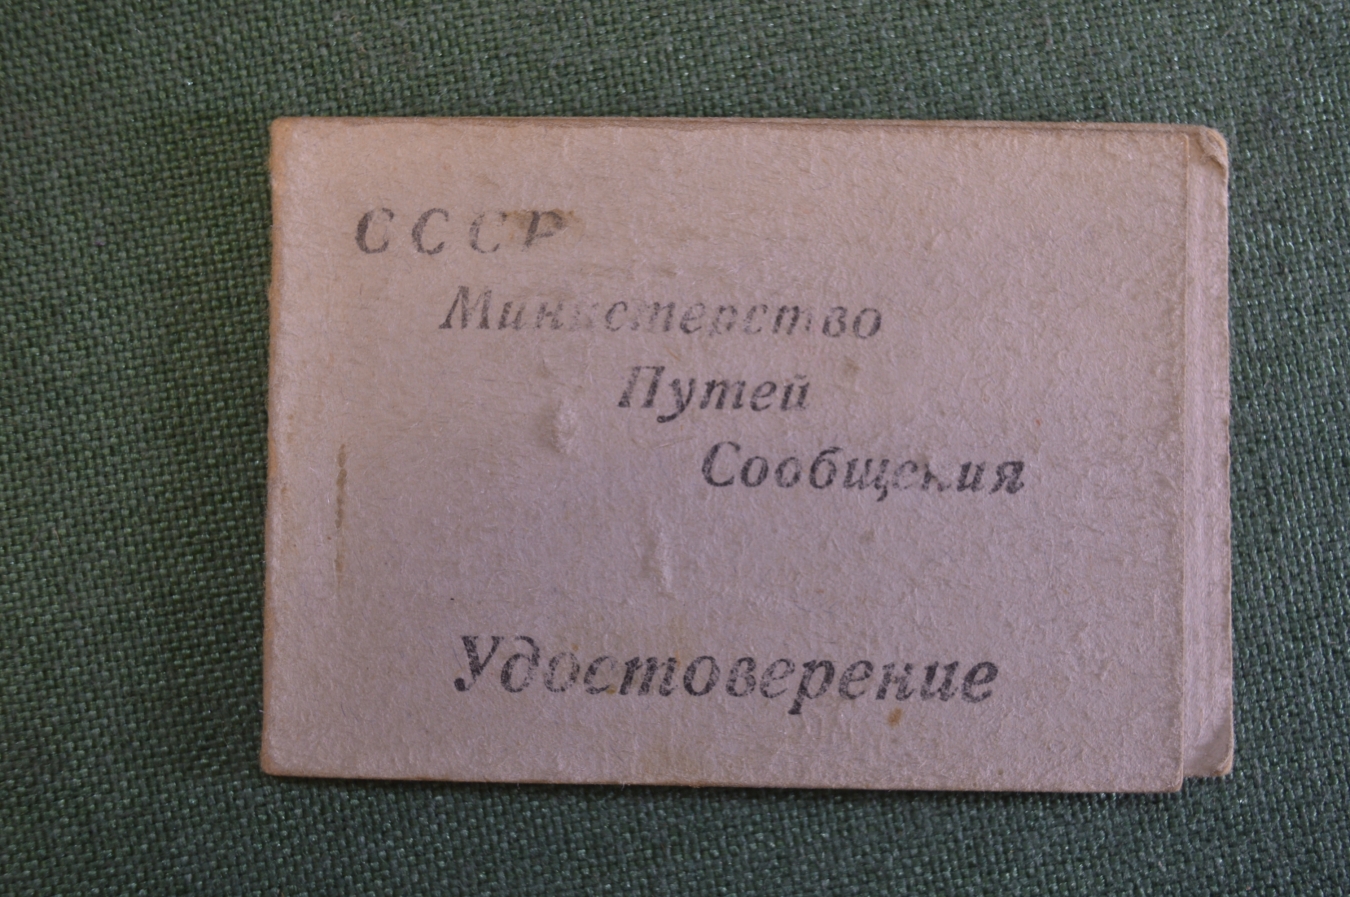 СССР
Министерство
Путей
Сообщения
Удостоверение